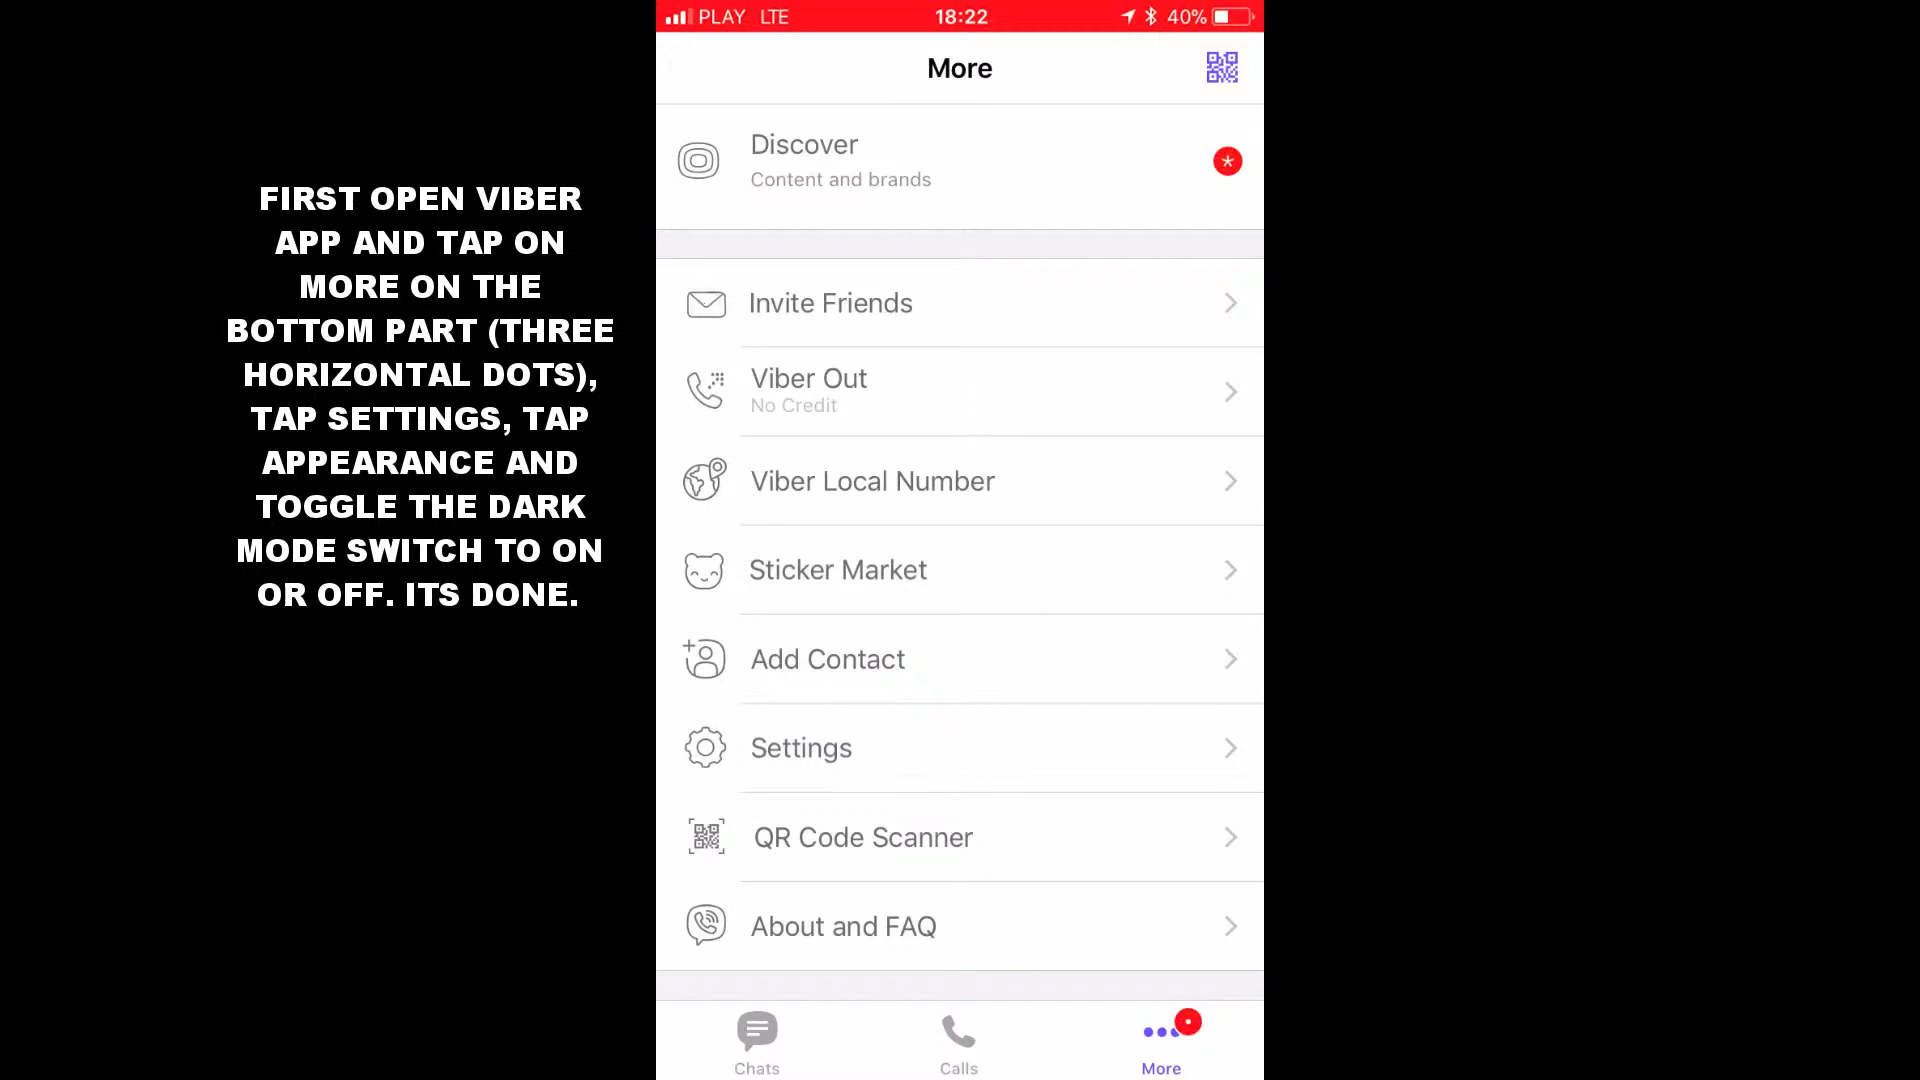 PLAY LTE 18:22 40%
More
Discover
Content and brands
FIRST OPEN VIBER
APP AND TAP ON
MORE ON THE
BOTTOM PART (THREE
HORIZONTAL DOTS),
TAP SETTINGS, TAP
APPEARANCE AND
TOGGLE THE DARK
MODE SWITCH TO ON
OR OFF. ITS DONE.
Invite Friends
Viber Out
No Credit
Viber Local Number
Sticker Market
Add Contact
Settings
QR Code Scanner
About and FAQ
Chats
Calls
More